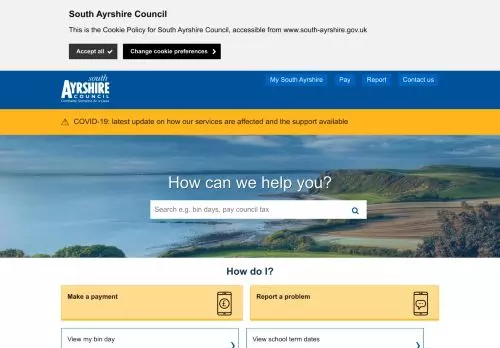 South Ayrshire Council
This is the Cookie Policy for South Ayrshire Council, accessible from www.south-ayrshire.gov.uk
Accept all
Change cookie preferences
south
AYRSHIRE
COUNCIL
My South Ayrshire
Pay
Report
Contact us
COVID-19: latest update on how our services are affected and the support available
How can we help you?
Search e.g. bin days, pay council tax
How do I?
Make a payment
Report a problem
View my bin day
View school term dates